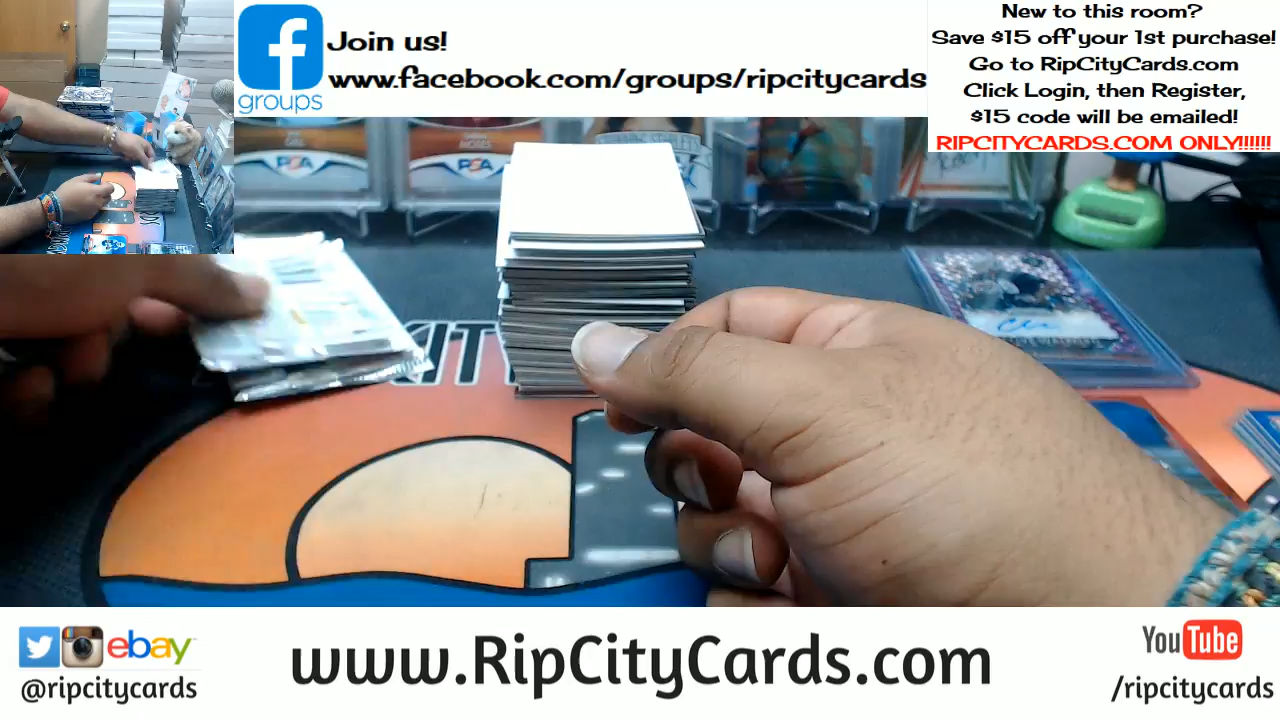 groups
Join us!
www.facebook.com/groups/ripcitycards
New to this room?
Save $15 off your 1st purchase!
Go to RipCityCards.com
Click Login, then Register,
$15 code will be emailed!
RIPCITYCARDS.COM ONLY!!!!!!
PSA
PSA
ebay
@ripcitycards
www.RipCityCards.com
YouTube
/ripcitycards